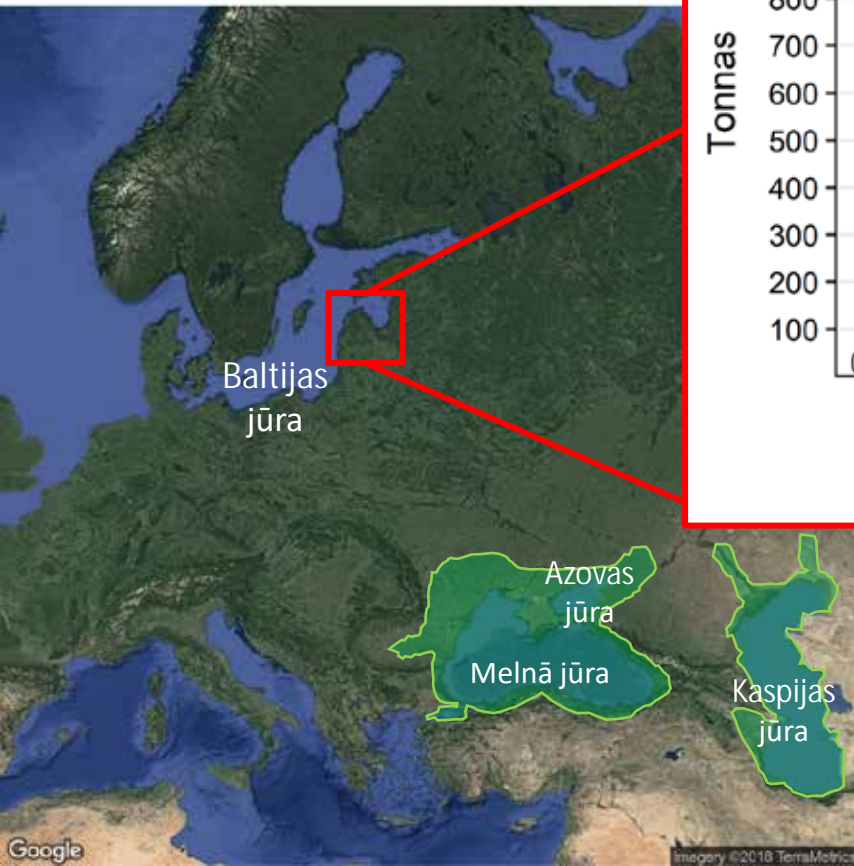 800
Tonnas
700
600
500
400
300
200
100
Baltijas
jūra
Azovas
jūra
Melnā jūra
Kaspijas
jūra
Google
Imagery ©2018 TerraMetrics